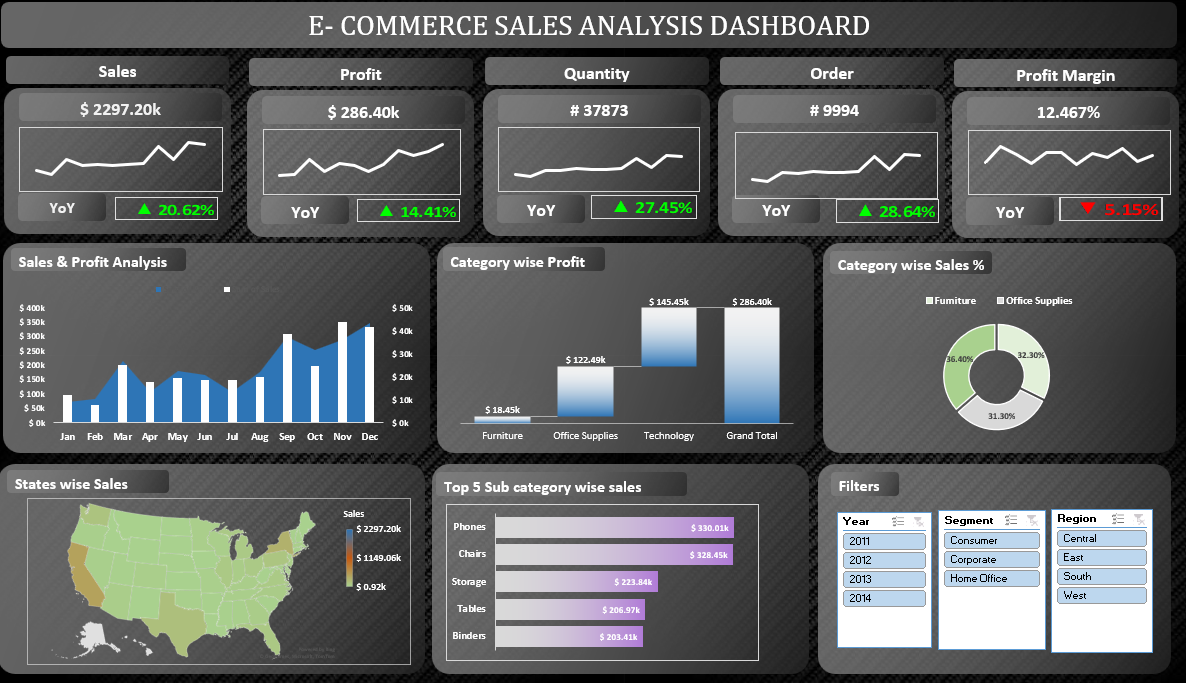 E- COMMERCE SALES ANALYSIS DASHBOARD
Sales
$ 2297.20k
YoY
▲ 20.62%
Profit
$ 286.40k
YoY
▲ 14.41%
Quantity
# 37873
YoY
▲ 27.45%
Order
# 9994
YoY
▲ 28.64%
Profit Margin
12.467%
YoY
▼ 5.15%
Sales & Profit Analysis
$ 400k
$ 350k
$ 300k
$ 250k
$ 200k
$ 150k
$ 100k
$ 50k
$ 0k
$ 50k
$ 40k
$ 30k
$ 20k
$ 10k
$ 0k
Jan Feb Mar Apr May Jun Jul Aug Sep Oct Nov Dec
Category wise Profit
$ 18.45k
$ 122.49k
$ 145.45k
$ 286.40k
Furniture Office Supplies Technology Grand Total
Category wise Sales %
Furniture Office Supplies
36.40%
32.30%
31.30%
States wise Sales
Sales
$ 2297.20k
$ 1149.06k
$ 0.92k
Top 5 Sub category wise sales
Phones $ 330.01k
Chairs $ 328.45k
Storage $ 223.84k
Tables $ 206.97k
Binders $ 203.41k
Filters
Year
2011
2012
2013
2014
Segment
Consumer
Corporate
Home Office
Region
Central
East
South
West